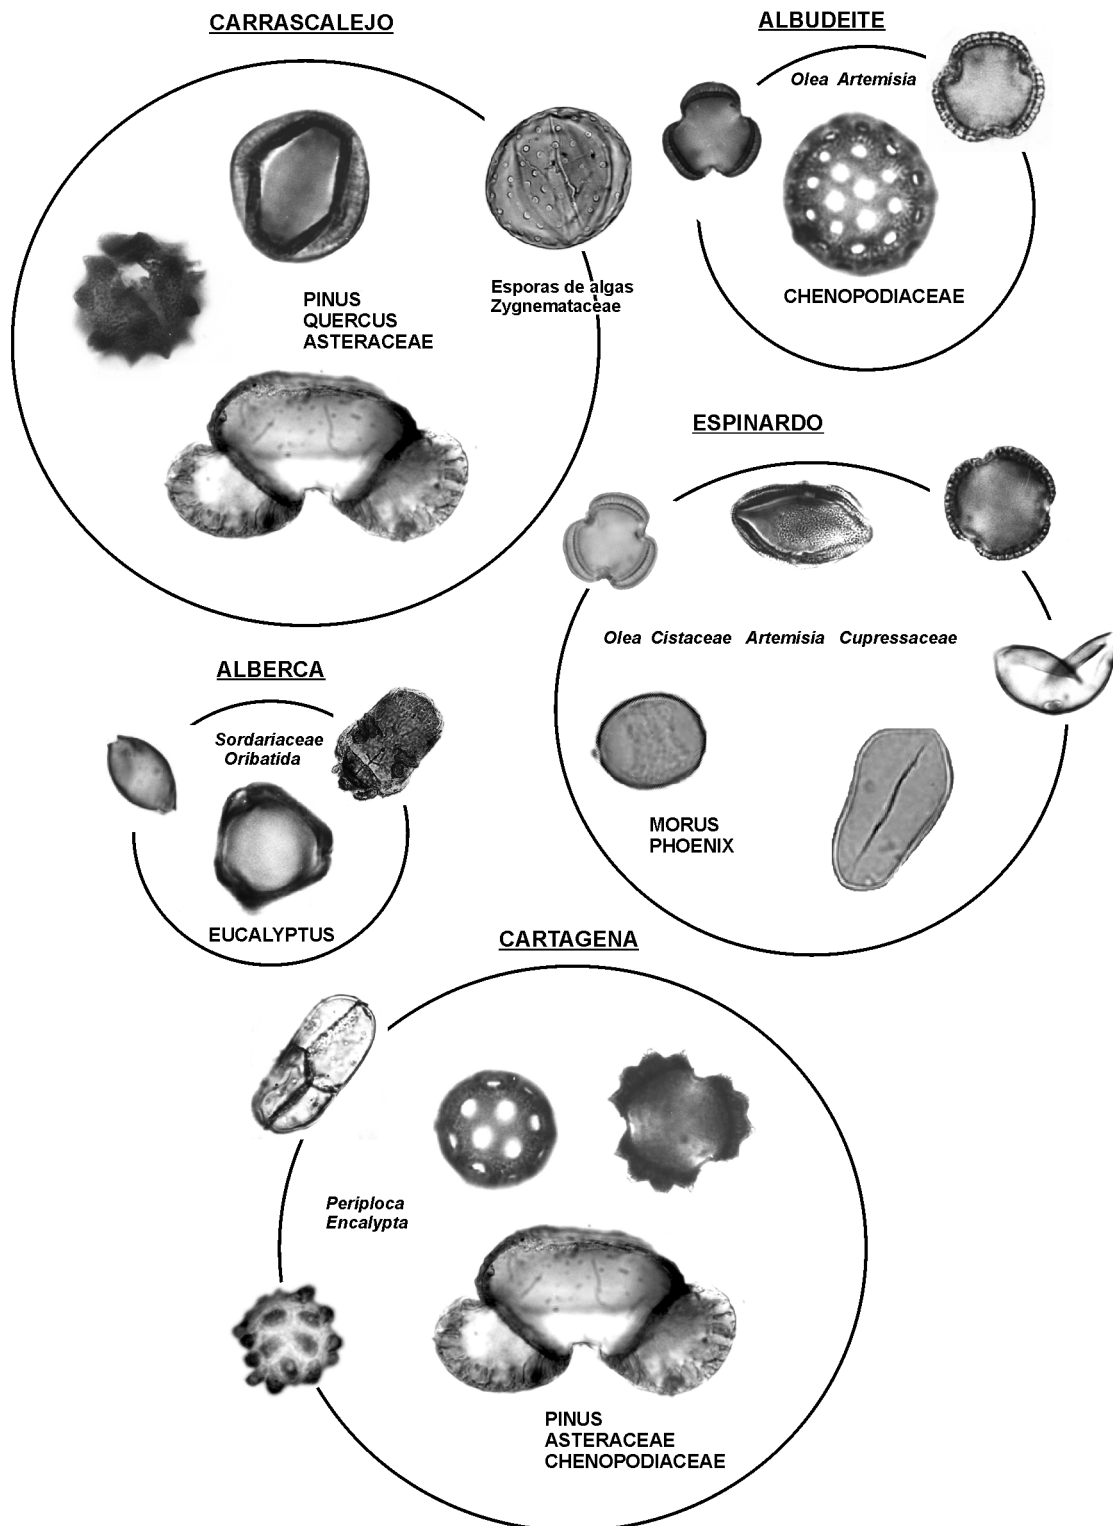 CARRASCALEJO
PINUS
QUERCUS
ASTERACEAE
Esporas de algas
Zygnemataceae
ALBUDEITE
Olea Artemisia
CHENOPODIACEAE
ESPINARDO
Olea Cistaceae Artemisia Cupressaceae
MORUS
PHOENIX
ALBERCA
Sordariaceae
Oribatida
EUCALYPTUS
CARTAGENA
Periploca
Encalypta
PINUS
ASTERACEAE
CHENOPODIACEAE